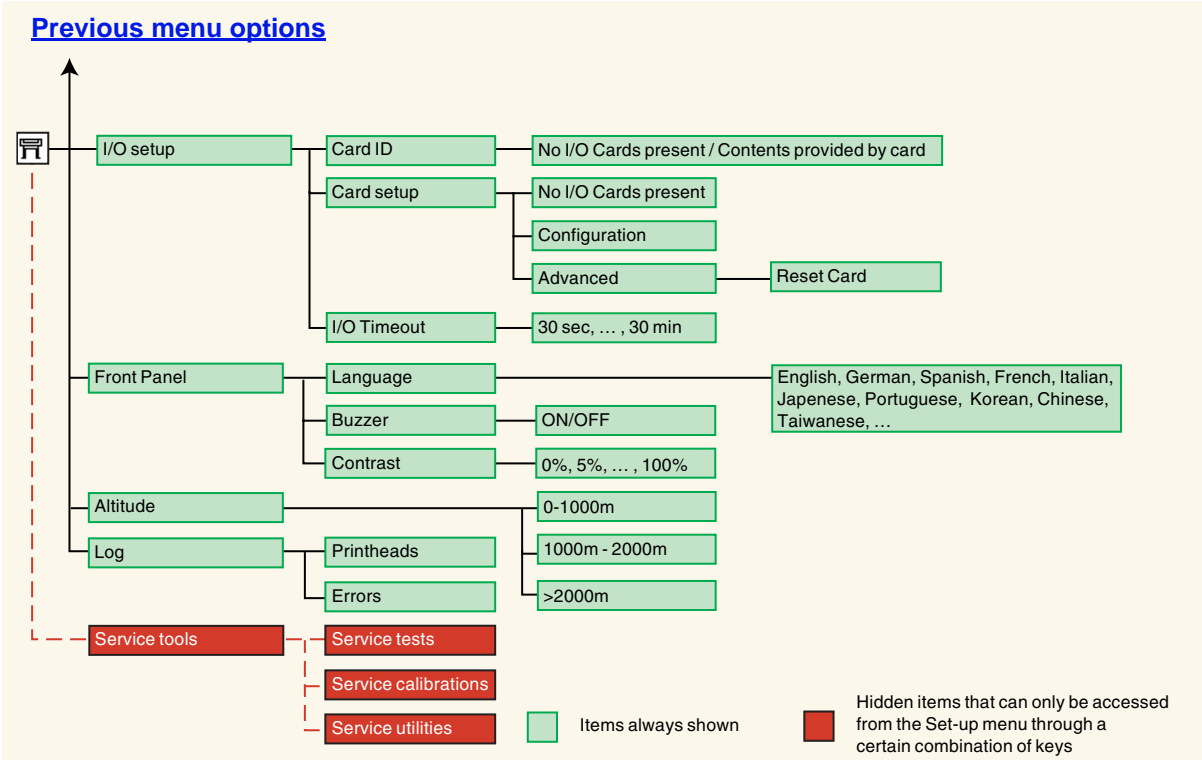 Previous menu options
I/O setup
Card ID
No I/O Cards present / Contents provided by card
Card setup
No I/O Cards present
Configuration
Advanced
Reset Card
I/O Timeout
30 sec, … , 30 min
Front Panel
Language
English, German, Spanish, French, Italian,
Japenese, Portuguese, Korean, Chinese,
Taiwanese, …
Buzzer
ON/OFF
Contrast
0%, 5%, … , 100%
Altitude
0-1000m
1000m - 2000m
>2000m
Log
Printheads
Errors
Service tools
Service tests
Service calibrations
Service utilities
Items always shown
Hidden items that can only be accessed
from the Set-up menu through a
certain combination of keys